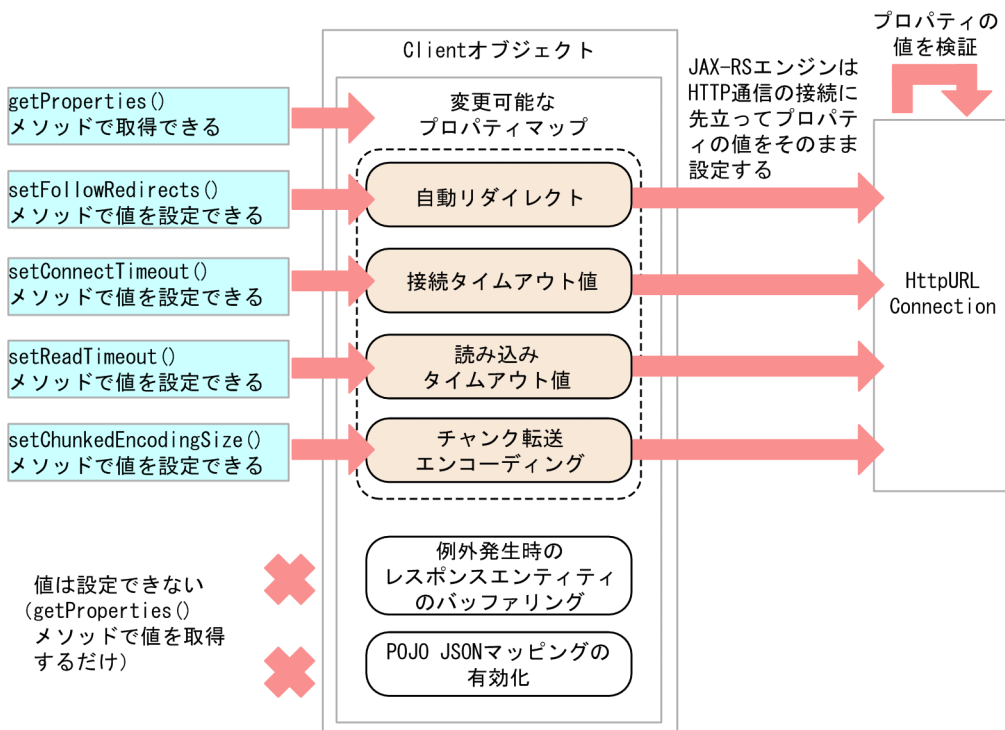 プロパティの
値を検証
Clientオブジェクト
JAX-RSエンジンは
HTTP通信の接続に
先立ってプロパティ
の値をそのまま
設定する
getProperties()
メソッドで取得できる
変更可能な
プロパティマップ
setFollowRedirects()
メソッドで値を設定できる
自動リダイレクト
setConnectTimeout()
メソッドで値を設定できる
接続タイムアウト値
HttpURL
Connection
setReadTimeout()
メソッドで値を設定できる
読み込み
タイムアウト値
setChunkedEncodingSize()
メソッドで値を設定できる
チャンク転送
エンコーディング
値は設定できない
(getProperties()
メソッドで値を取得
するだけ)
例外発生時の
レスポンスエンティティ
のバッファリング
POJO JSONマッピングの
有効化